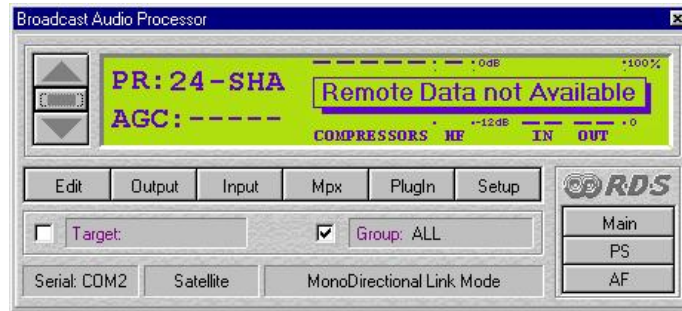 Broadcast Audio Processor
0dB
100%
PR:24-SHA
Remote Data not Available
AGC:-----
-12dB
0
COMPRESSORS HF IN OUT
Edit Output Input Mpx PlugIn Setup
RDS
Target:
Group: ALL
Main
PS
AF
Serial: COM2 Satellite MonoDirectional Link Mode